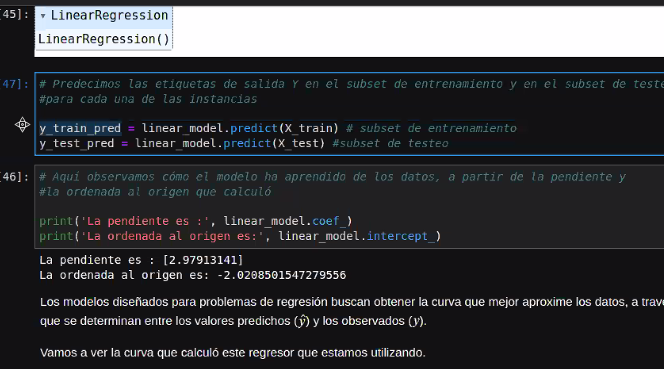 [45]:
▾ LinearRegression
LinearRegression()
47]:
# Predecimos las etiquetas de salida Y en el subset de entrenamiento y en el subset de teste
#para cada una de las instancias
y_train_pred = linear_model.predict(X_train) # subset de entrenamiento
y_test_pred = linear_model.predict(X_test) #subset de testeo
[46]:
# Aquí observamos cómo el modelo ha aprendido de los datos, a partir de la pendiente y
#la ordenada al origen que calculó
print('La pendiente es :', linear_model.coef_)
print('La ordenada al origen es:', linear_model.intercept_)
La pendiente es : [2.97913141]
La ordenada al origen es: -2.0208501547279556
Los modelos diseñados para problemas de regresión buscan obtener la curva que mejor aproxime los datos, a trave
que se determinan entre los valores predichos (ŷ) y los observados (y).
Vamos a ver la curva que calculó este regresor que estamos utilizando.